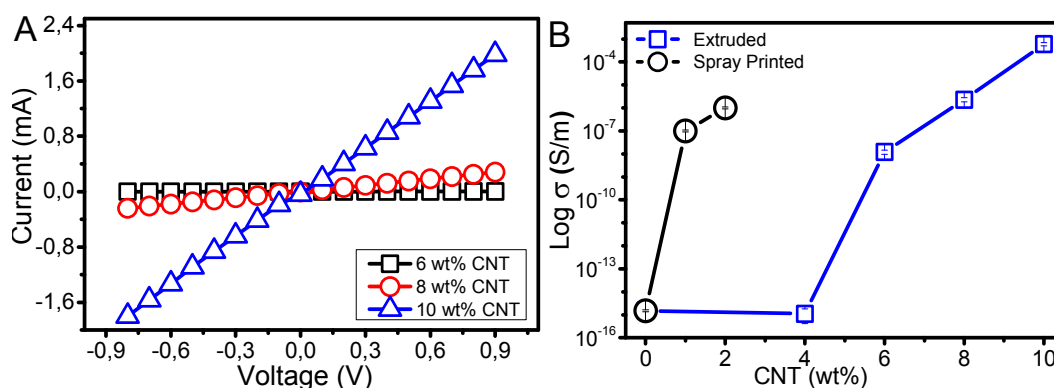 A
Current (mA)
2,4
1,6
0,8
0,0
-0,8
-1,6
-0,9
-0,6
-0,3
0,0
0,3
0,6
0,9
Voltage (V)
6 wt% CNT
8 wt% CNT
10 wt% CNT
B
Log σ (S/m)
10⁻⁴
10⁻⁷
10⁻¹⁰
10⁻¹³
10⁻¹⁶
0
2
4
6
8
10
CNT (wt%)
Extruded
Spray Printed